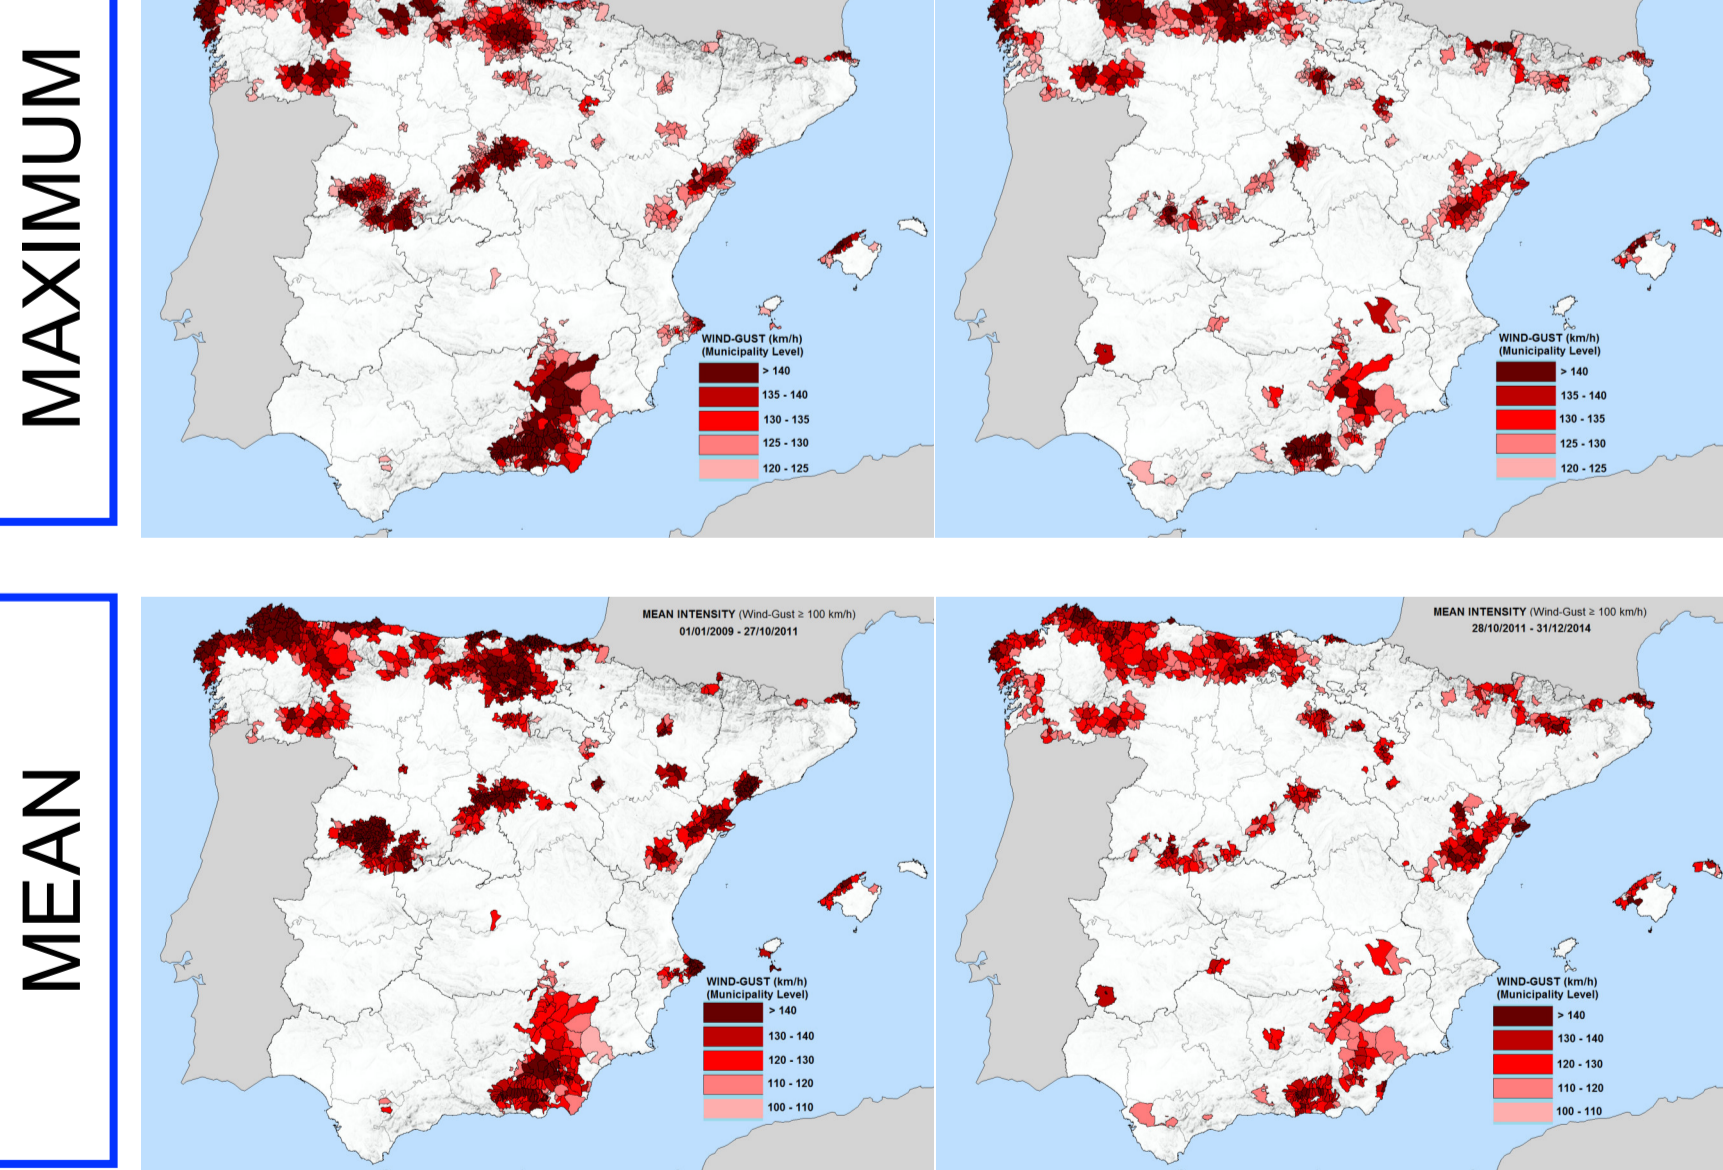 MAXIMUM
WIND-GUST (km/h)
(Municipality Level)
> 140
135 - 140
130 - 135
125 - 130
120 - 125
WIND-GUST (km/h)
(Municipality Level)
> 140
135 - 140
130 - 135
125 - 130
120 - 125
MEAN
MEAN INTENSITY (Wind-Gust ≥ 100 km/h)
01/01/2009 - 27/10/2011
WIND-GUST (km/h)
(Municipality Level)
> 140
130 - 140
120 - 130
110 - 120
100 - 110
MEAN INTENSITY (Wind-Gust ≥ 100 km/h)
28/10/2011 - 31/12/2014
WIND-GUST (km/h)
(Municipality Level)
> 140
130 - 140
120 - 130
110 - 120
100 - 110